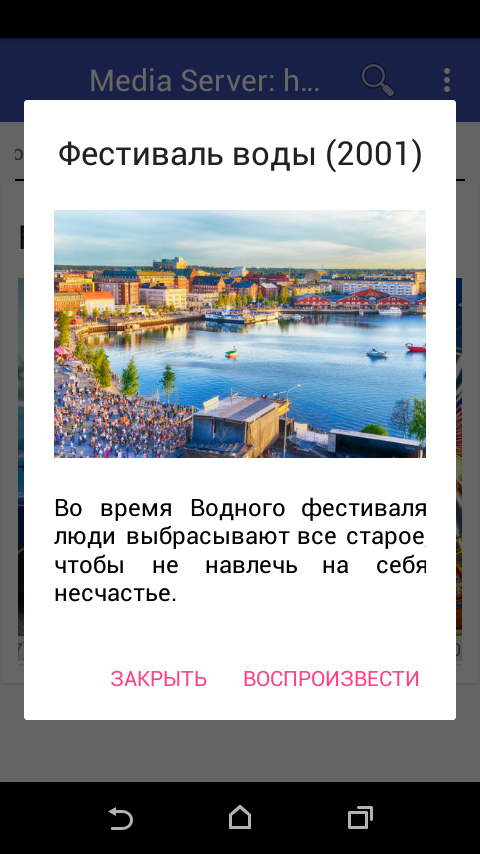 Media Server: h...
Фестиваль воды (2001)
Во время Водного фестиваля
люди выбрасывают все старое,
чтобы не навлечь на себя
несчастье.
ЗАКРЫТЬ ВОСПРОИЗВЕСТИ